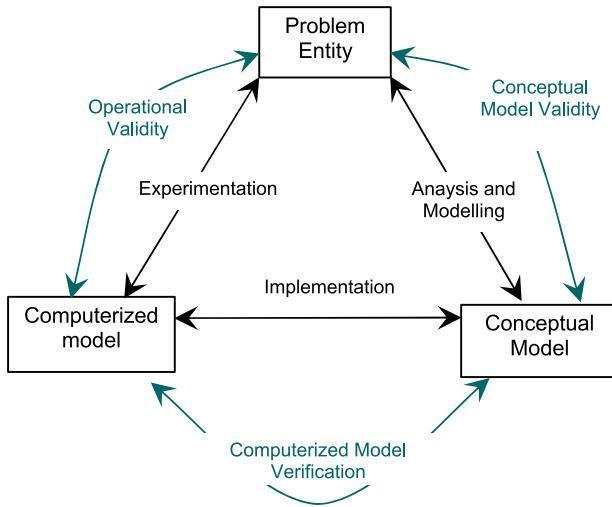 Problem
Entity
Operational
Validity
Conceptual
Model Validity
Experimentation
Anaysis and
Modelling
Implementation
Computerized
model
Conceptual
Model
Computerized Model
Verification